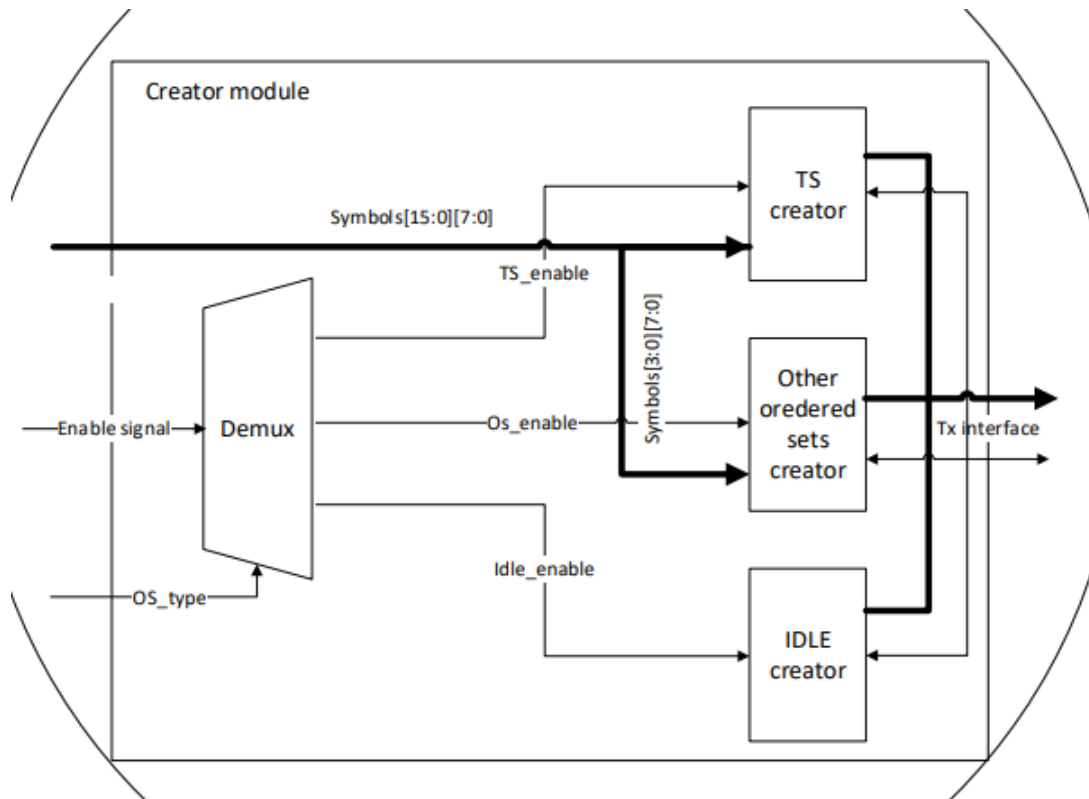 Creator module
TS
creator
Symbols[15:0][7:0]
TS_enable
Symbols[3:0][7:0]
Other
oredered
sets
creator
Enable signal
Demux
Os_enable
Tx interface
Idle_enable
OS_type
IDLE
creator